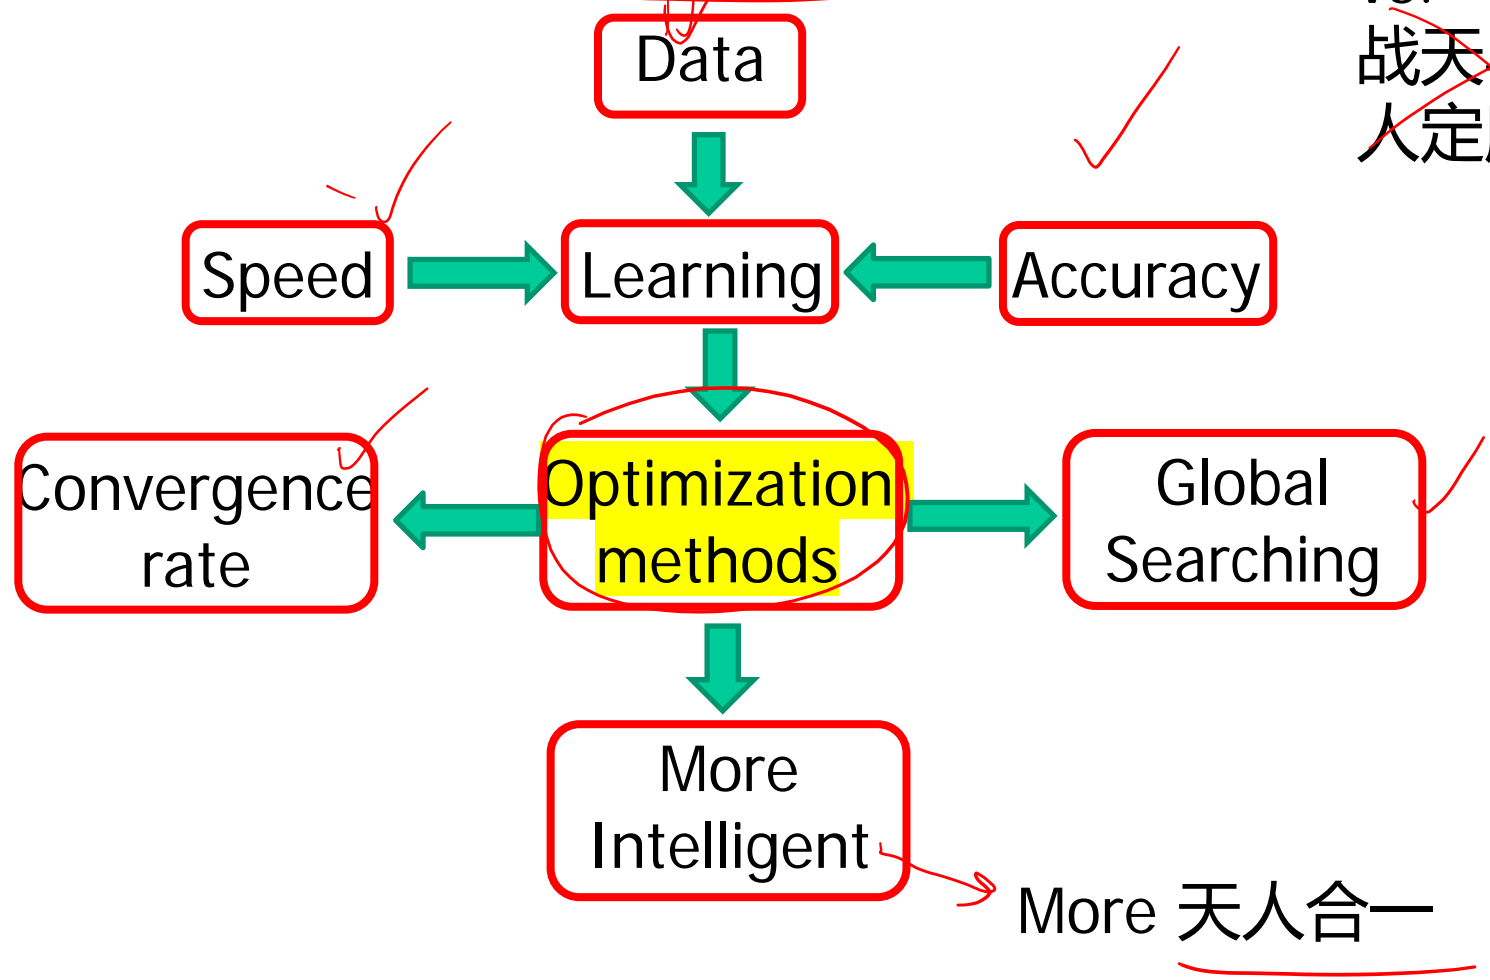 Data
战天
人定
Speed
Learning
Accuracy
Convergence
rate
Optimization
methods
Global
Searching
More
Intelligent
More 天人合一